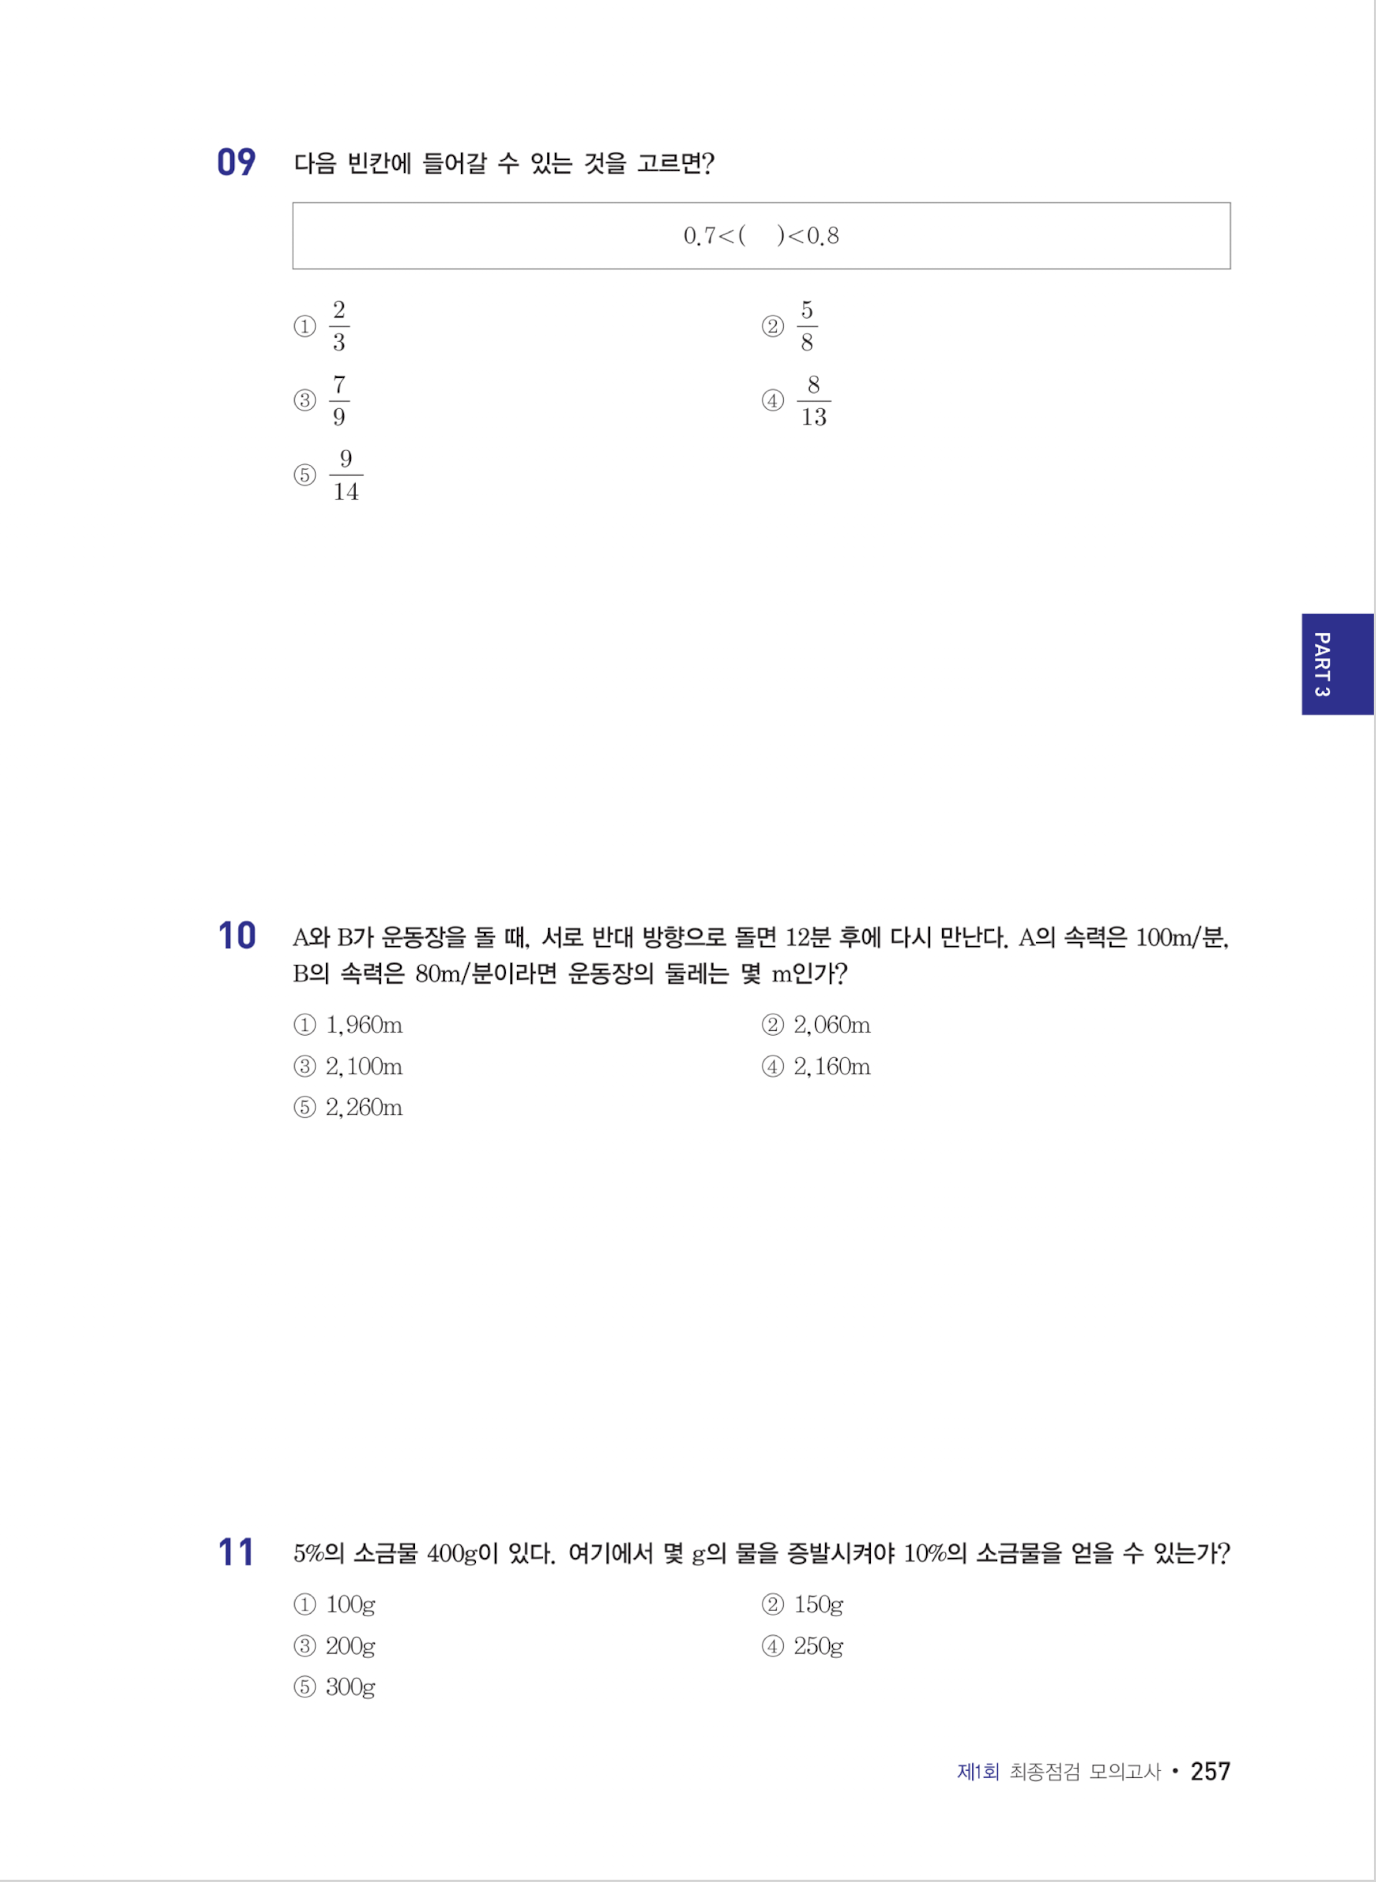 09 다음 빈칸에 들어갈 수 있는 것을 고르면?
0.7<( )<0.8
① 2/3 ② 5/8
③ 7/9 ④ 8/13
⑤ 9/14
PART 3
10 A와 B가 운동장을 돌 때, 서로 반대 방향으로 돌면 12분 후에 다시 만난다. A의 속력은 100m/분,
B의 속력은 80m/분이라면 운동장의 둘레는 몇 m인가?
① 1,960m ② 2,060m
③ 2,100m ④ 2,160m
⑤ 2,260m
11 5%의 소금물 400g이 있다. 여기에서 몇 g의 물을 증발시켜야 10%의 소금물을 얻을 수 있는가?
① 100g ② 150g
③ 200g ④ 250g
⑤ 300g
제1회 최종점검 모의고사 • 257